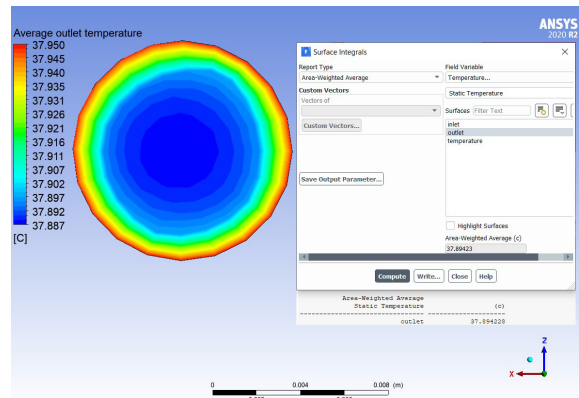 ANSYS
2020 R2
Average outlet temperature
37.950
37.945
37.940
37.935
37.931
37.926
37.921
37.916
37.911
37.907
37.902
37.897
37.892
37.887
[C]
Surface Integrals
Report Type
Area-Weighted Average
Custom Vectors
Vectors of
Custom Vectors...
Save Output Parameter...
Field Variable
Temperature...
Static Temperature
Surfaces Filter Text
inlet
outlet
temperature
Highlight Surfaces
Area-Weighted Average (c)
37.89423
Compute Write... Close Help
Area-Weighted Average
Static Temperature (c)
-------------------------------- --------------------
outlet 37.894228
Z
X
0 0.004 0.008 (m)